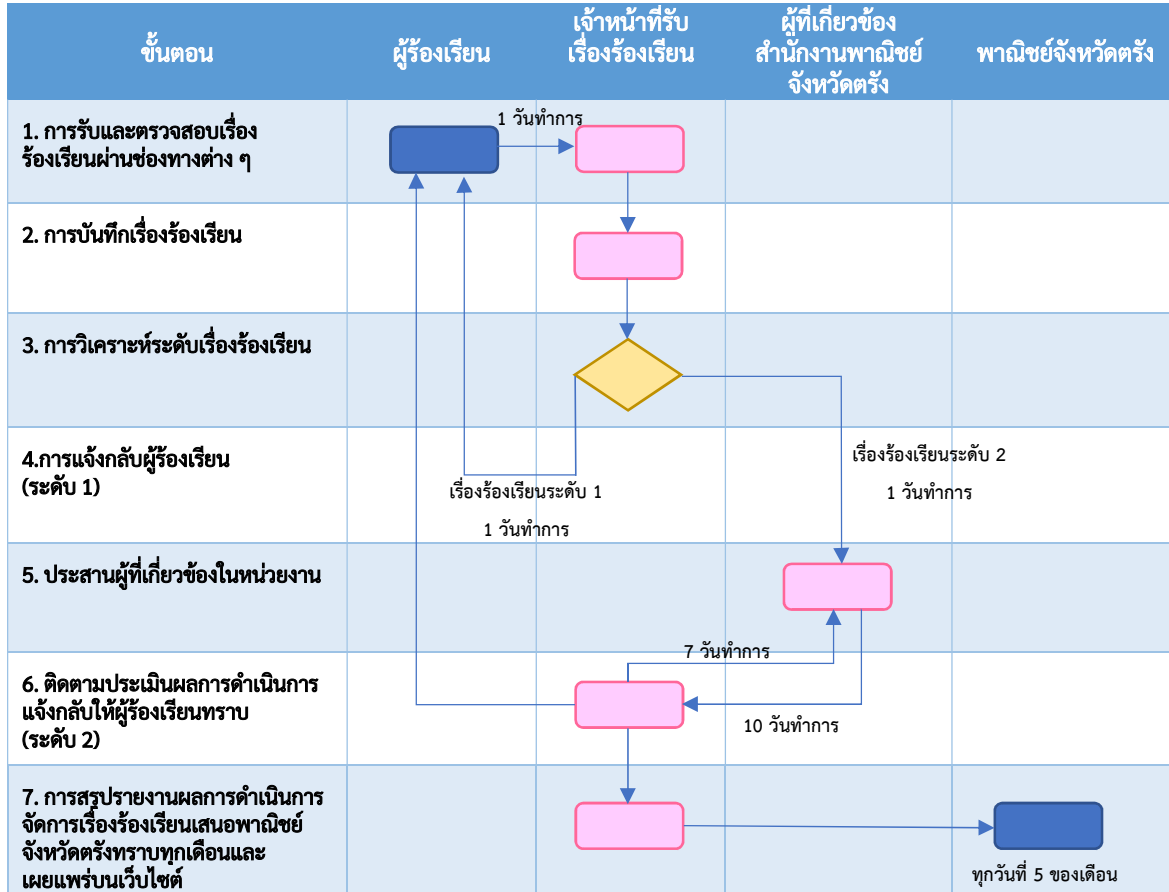 ขั้นตอน
ผู้ร้องเรียน
เจ้าหน้าที่รับ
เรื่องร้องเรียน
ผู้ที่เกี่ยวข้อง
สำนักงานพาณิชย์
จังหวัดตรัง
พาณิชย์จังหวัดตรัง
1. การรับและตรวจสอบเรื่อง
ร้องเรียนผ่านช่องทางต่าง ๆ
1 วันทำการ
2. การบันทึกเรื่องร้องเรียน
3. การวิเคราะห์ระดับเรื่องร้องเรียน
4.การแจ้งกลับผู้ร้องเรียน
(ระดับ 1)
เรื่องร้องเรียนระดับ 1
1 วันทำการ
เรื่องร้องเรียนระดับ 2
1 วันทำการ
5. ประสานผู้ที่เกี่ยวข้องในหน่วยงาน
7 วันทำการ
6. ติดตามประเมินผลการดำเนินการ
แจ้งกลับให้ผู้ร้องเรียนทราบ
(ระดับ 2)
10 วันทำการ
7. การสรุปรายงานผลการดำเนินการ
จัดการเรื่องร้องเรียนเสนอพาณิชย์
จังหวัดตรังทราบทุกเดือนและ
เผยแพร่บนเว็บไซต์
ทุกวันที่ 5 ของเดือน